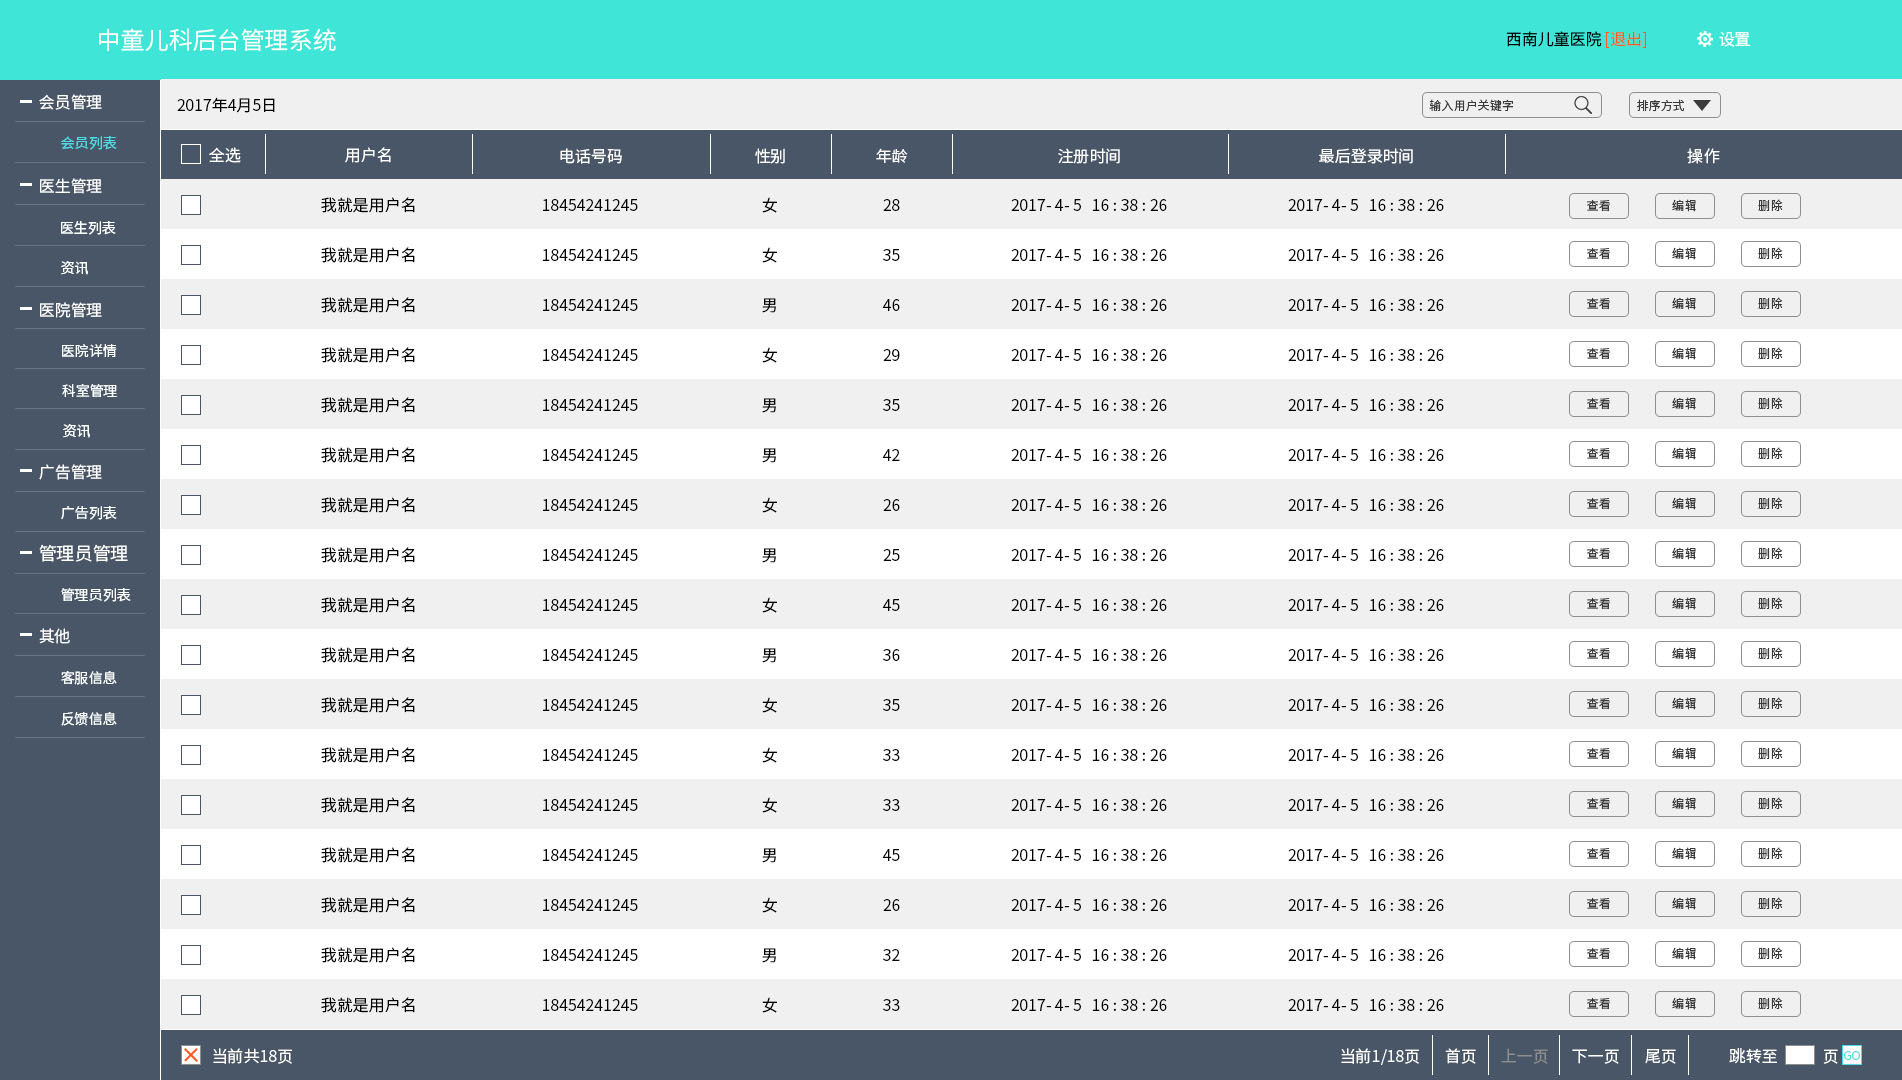 中童儿科后台管理系统
西南儿童医院 [退出] 设置
会员管理
会员列表
医生管理
医生列表
资讯
医院管理
医院详情
科室管理
资讯
广告管理
广告列表
管理员管理
管理员列表
其他
客服信息
反馈信息
2017年4月5日 输入用户关键字 排序方式
全选 用户名 电话号码 性别 年龄 注册时间 最后登录时间 操作
我就是用户名 18454241245 女 28 2017-4-5 16:38:26 2017-4-5 16:38:26 查看 编辑 删除
我就是用户名 18454241245 女 35 2017-4-5 16:38:26 2017-4-5 16:38:26 查看 编辑 删除
我就是用户名 18454241245 男 46 2017-4-5 16:38:26 2017-4-5 16:38:26 查看 编辑 删除
我就是用户名 18454241245 女 29 2017-4-5 16:38:26 2017-4-5 16:38:26 查看 编辑 删除
我就是用户名 18454241245 男 35 2017-4-5 16:38:26 2017-4-5 16:38:26 查看 编辑 删除
我就是用户名 18454241245 男 42 2017-4-5 16:38:26 2017-4-5 16:38:26 查看 编辑 删除
我就是用户名 18454241245 女 26 2017-4-5 16:38:26 2017-4-5 16:38:26 查看 编辑 删除
我就是用户名 18454241245 男 25 2017-4-5 16:38:26 2017-4-5 16:38:26 查看 编辑 删除
我就是用户名 18454241245 女 45 2017-4-5 16:38:26 2017-4-5 16:38:26 查看 编辑 删除
我就是用户名 18454241245 男 36 2017-4-5 16:38:26 2017-4-5 16:38:26 查看 编辑 删除
我就是用户名 18454241245 女 35 2017-4-5 16:38:26 2017-4-5 16:38:26 查看 编辑 删除
我就是用户名 18454241245 女 33 2017-4-5 16:38:26 2017-4-5 16:38:26 查看 编辑 删除
我就是用户名 18454241245 女 33 2017-4-5 16:38:26 2017-4-5 16:38:26 查看 编辑 删除
我就是用户名 18454241245 男 45 2017-4-5 16:38:26 2017-4-5 16:38:26 查看 编辑 删除
我就是用户名 18454241245 女 26 2017-4-5 16:38:26 2017-4-5 16:38:26 查看 编辑 删除
我就是用户名 18454241245 男 32 2017-4-5 16:38:26 2017-4-5 16:38:26 查看 编辑 删除
我就是用户名 18454241245 女 33 2017-4-5 16:38:26 2017-4-5 16:38:26 查看 编辑 删除
当前共18页 当前1/18页 首页 上一页 下一页 尾页 跳转至 页 GO